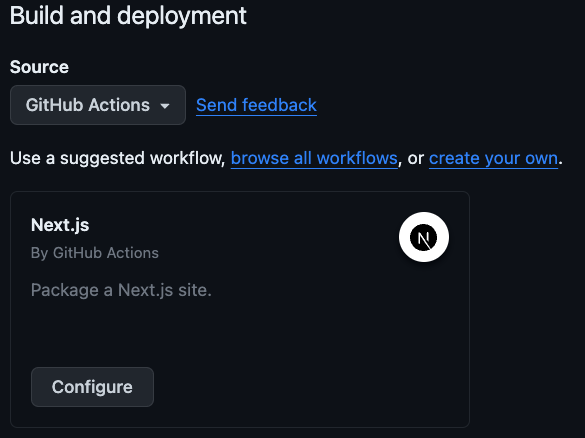 Build and deployment
Source
GitHub Actions
Send feedback
Use a suggested workflow, browse all workflows, or create your own.
Next.js
N
By GitHub Actions
Package a Next.js site.
Configure